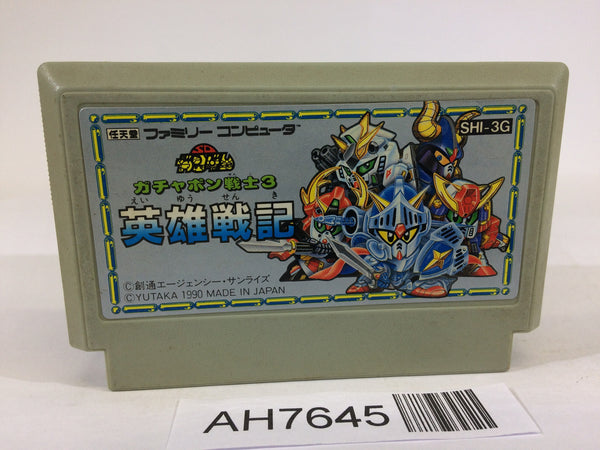 任天堂 ファミリー コンピュータ
SHI-3G
SD
ガチャポン戦士3
えいゆうせんき
英雄戦記
©創通エージェンシー・サンライズ
©YUTAKA 1990 MADE IN JAPAN
AH7645